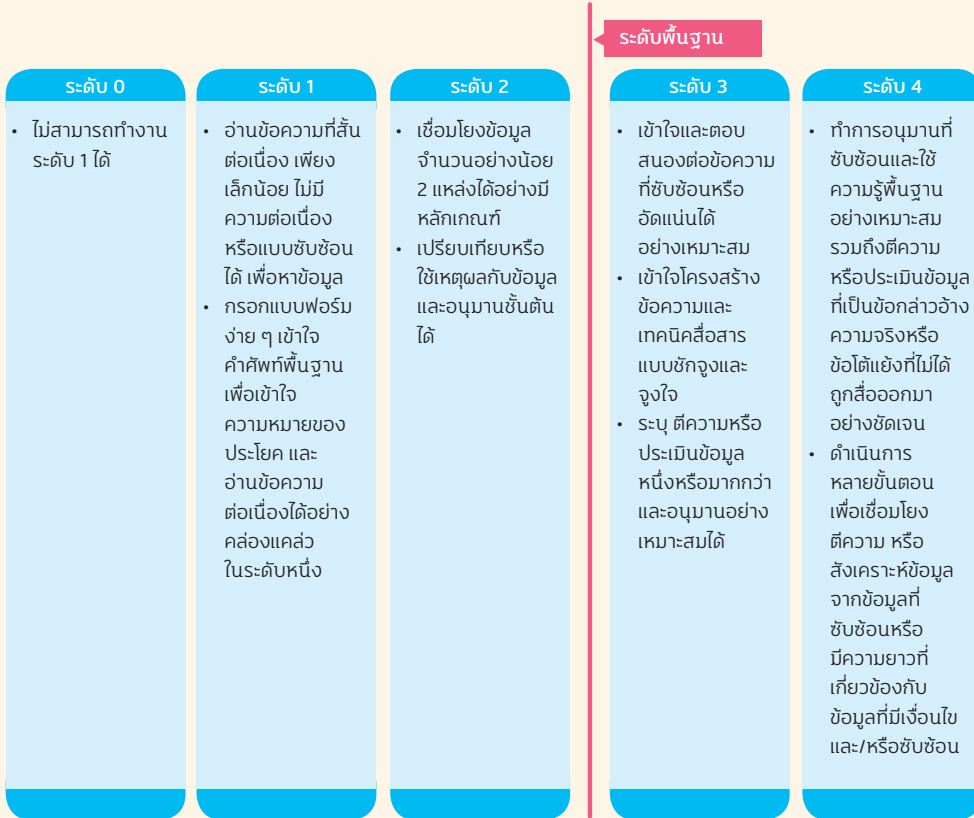 ระดับพื้นฐาน
ระดับ 0
• ไม่สามารถทำงาน
ระดับ 1 ได้
ระดับ 1
• อ่านข้อความที่สั้น
ต่อเนื่อง เพียง
เล็กน้อย ไม่มี
ความต่อเนื่อง
หรือแบบซับซ้อน
ได้ เพื่อหาข้อมูล
• กรอกแบบฟอร์ม
ง่าย ๆ เข้าใจ
คำศัพท์พื้นฐาน
เพื่อเข้าใจ
ความหมายของ
ประโยค และ
อ่านข้อความ
ต่อเนื่องได้อย่าง
คล่องแคล่ว
ในระดับหนึ่ง
ระดับ 2
• เชื่อมโยงข้อมูล
จำนวนอย่างน้อย
2 แหล่งได้อย่างมี
หลักเกณฑ์
• เปรียบเทียบหรือ
ใช้เหตุผลกับข้อมูล
และอนุมานชั้นต้น
ได้
ระดับ 3
• เข้าใจและตอบ
สนองต่อข้อความ
ที่ซับซ้อนหรือ
อัดแน่นได้
อย่างเหมาะสม
• เข้าใจโครงสร้าง
ข้อความและ
เทคนิคสื่อสาร
แบบชักจูงและ
จูงใจ
• ระบุ ตีความหรือ
ประเมินข้อมูล
หนึ่งหรือมากกว่า
และอนุมานอย่าง
เหมาะสมได้
ระดับ 4
• ทำการอนุมานที่
ซับซ้อนและใช้
ความรู้พื้นฐาน
อย่างเหมาะสม
รวมถึงตีความ
หรือประเมินข้อมูล
ที่เป็นข้อกล่าวอ้าง
ความจริงหรือ
ข้อโต้แย้งที่ไม่ได้
ถูกสื่อออกมา
อย่างชัดเจน
• ดำเนินการ
หลายขั้นตอน
เพื่อเชื่อมโยง
ตีความ หรือ
สังเคราะห์ข้อมูล
จากข้อมูลที่
ซับซ้อนหรือ
มีความยาวที่
เกี่ยวข้องกับ
ข้อมูลที่มีเงื่อนไข
และ/หรือซับซ้อน